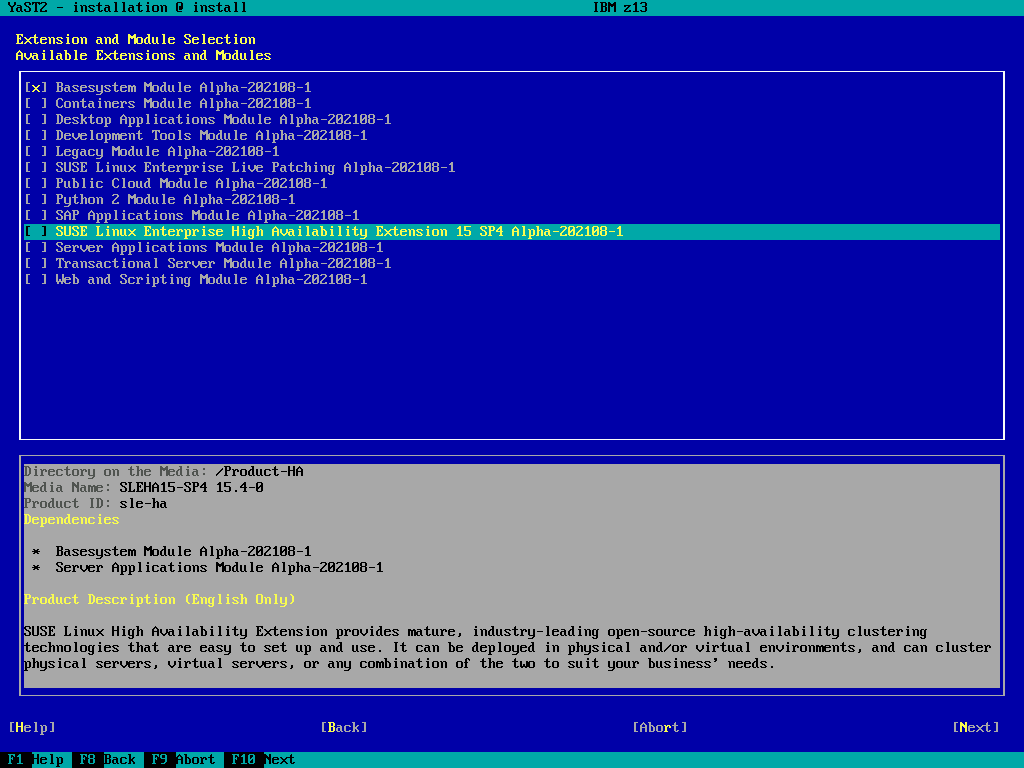 YaST2 - installation @ install IBM z13
Extension and Module Selection
Available Extensions and Modules
[x] Basesystem Module Alpha-202108-1
[ ] Containers Module Alpha-202108-1
[ ] Desktop Applications Module Alpha-202108-1
[ ] Development Tools Module Alpha-202108-1
[ ] Legacy Module Alpha-202108-1
[ ] SUSE Linux Enterprise Live Patching Alpha-202108-1
[ ] Public Cloud Module Alpha-202108-1
[ ] Python 2 Module Alpha-202108-1
[ ] SAP Applications Module Alpha-202108-1
[ ] SUSE Linux Enterprise High Availability Extension 15 SP4 Alpha-202108-1
[ ] Server Applications Module Alpha-202108-1
[ ] Transactional Server Module Alpha-202108-1
[ ] Web and Scripting Module Alpha-202108-1
Directory on the Media: /Product-HA
Media Name: SLEHA15-SP4 15.4-0
Product ID: sle-ha
Dependencies
* Basesystem Module Alpha-202108-1
* Server Applications Module Alpha-202108-1
Product Description (English Only)
SUSE Linux High Availability Extension provides mature, industry-leading open-source high-availability clustering
technologies that are easy to set up and use. It can be deployed in physical and/or virtual environments, and can cluster
physical servers, virtual servers, or any combination of the two to suit your business' needs.
[Help] [Back] [Abort] [Next]
F1 Help F8 Back F9 Abort F10 Next